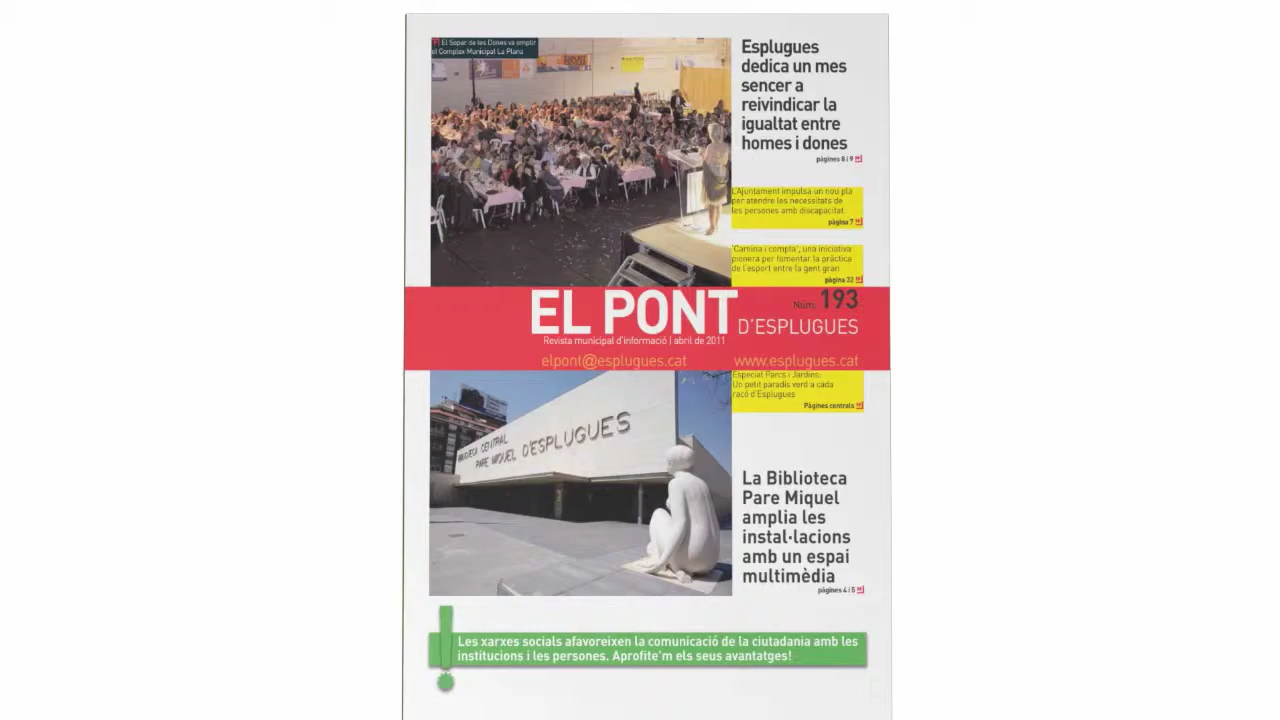 El Sopar de les Dones va omplir
el Complex Municipal La Plana
Esplugues
dedica un mes
sencer a
reivindicar la
igualtat entre
homes i dones
pàgines 8 i 9
L'Ajuntament impulsa un nou pla
per atendre les necessitats de
les persones amb discapacitat
pàgina 7
'Camina i compta', una iniciativa
pionera per fomentar la pràctica
de l'esport entre la gent gran
pàgina 22
EL PONT
D'ESPLUGUES
Núm. 193
Revista municipal d'informació | abril de 2011
elpont@esplugues.cat
www.esplugues.cat
Especial Parcs i Jardins:
Un petit paradís verd a cada
racó d'Esplugues
Pàgines centrals
BIBLIOTECA CENTRAL
PARE MIQUEL D'ESPLUGUES
La Biblioteca
Pare Miquel
amplia les
instal·lacions
amb un espai
multimèdia
pàgines 4 i 5
Les xarxes socials afavoreixen la comunicació de la ciutadania amb les
institucions i les persones. Aprofite'm els seus avantatges!